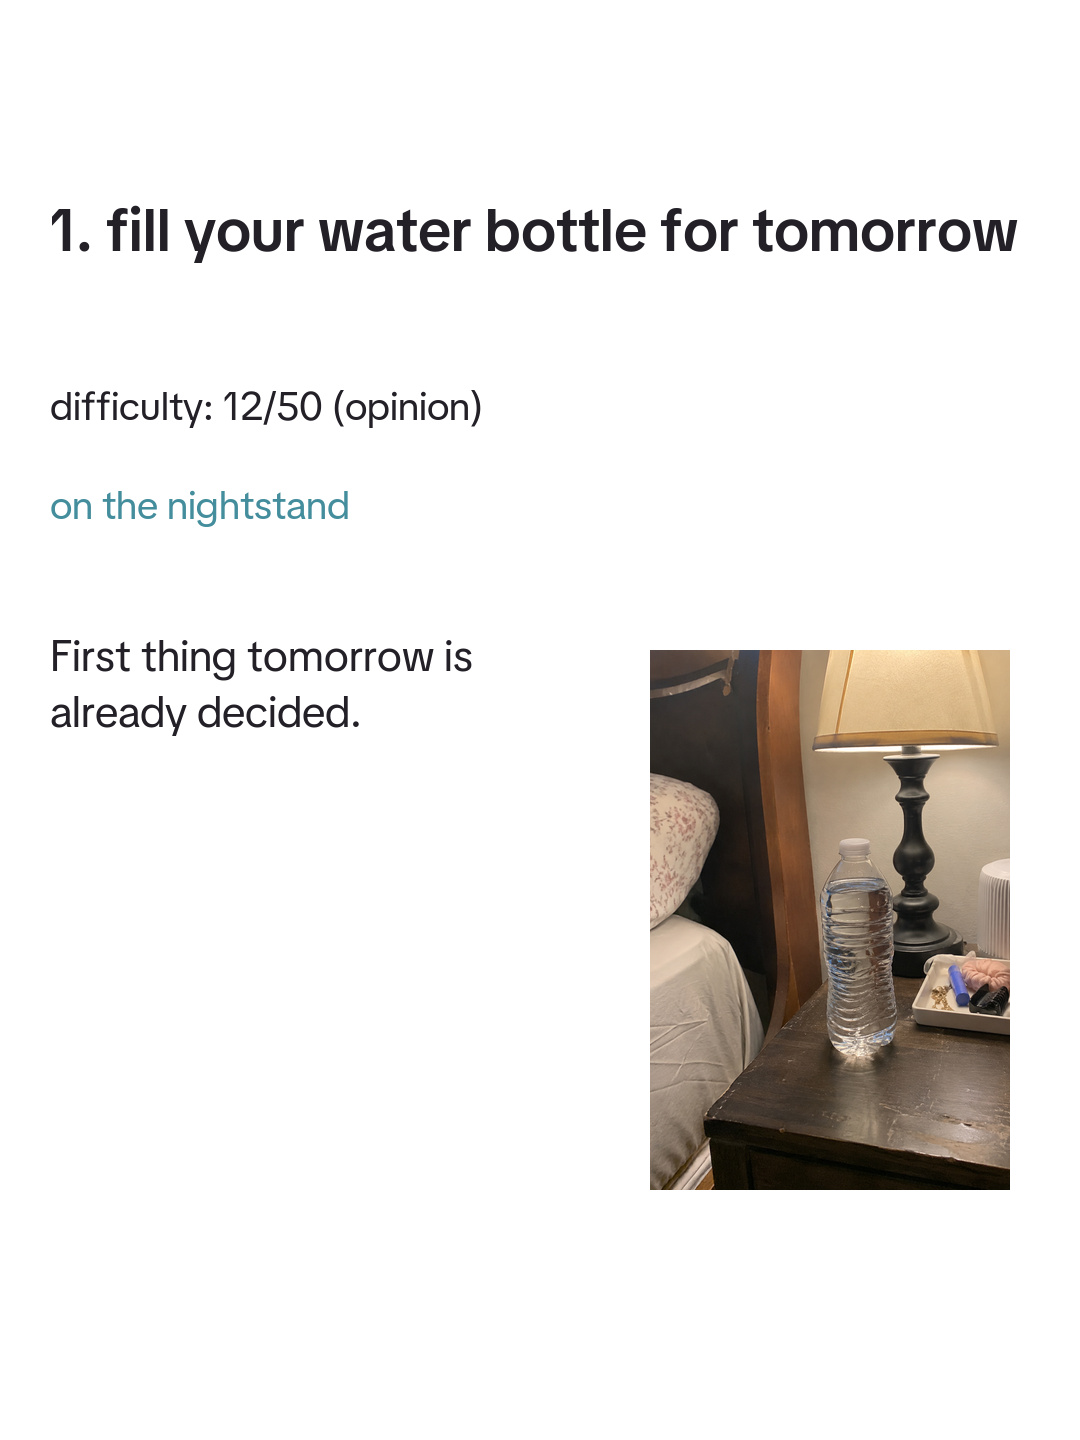 1. fill your water bottle for tomorrow
difficulty: 12/50 (opinion)
on the nightstand
First thing tomorrow is
already decided.